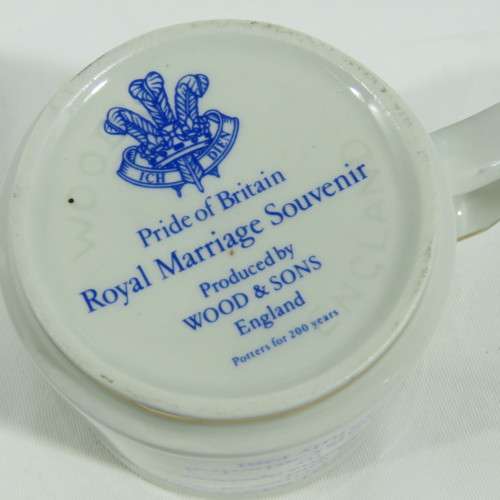 ICH DIEN
Pride of Britain
Royal Marriage Souvenir
Produced by
WOOD & SONS
England
Potters for 200 years
WOOD
ENGLAND